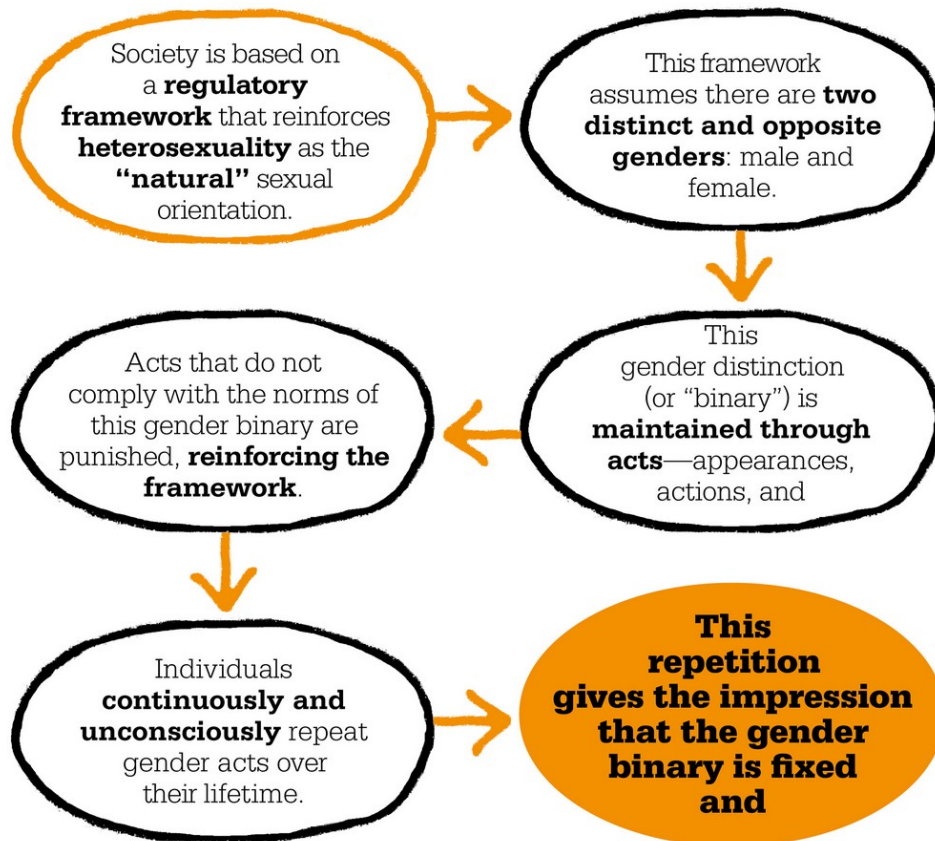 Society is based on
a regulatory
framework that reinforces
heterosexuality as the
“natural” sexual
orientation.
This framework
assumes there are two
distinct and opposite
genders: male and
female.
This
gender distinction
(or “binary”) is
maintained through
acts—appearances,
actions, and
Acts that do not
comply with the norms of
this gender binary are
punished, reinforcing the
framework.
Individuals
continuously and
unconsciously repeat
gender acts over
their lifetime.
This
repetition
gives the impression
that the gender
binary is fixed
and